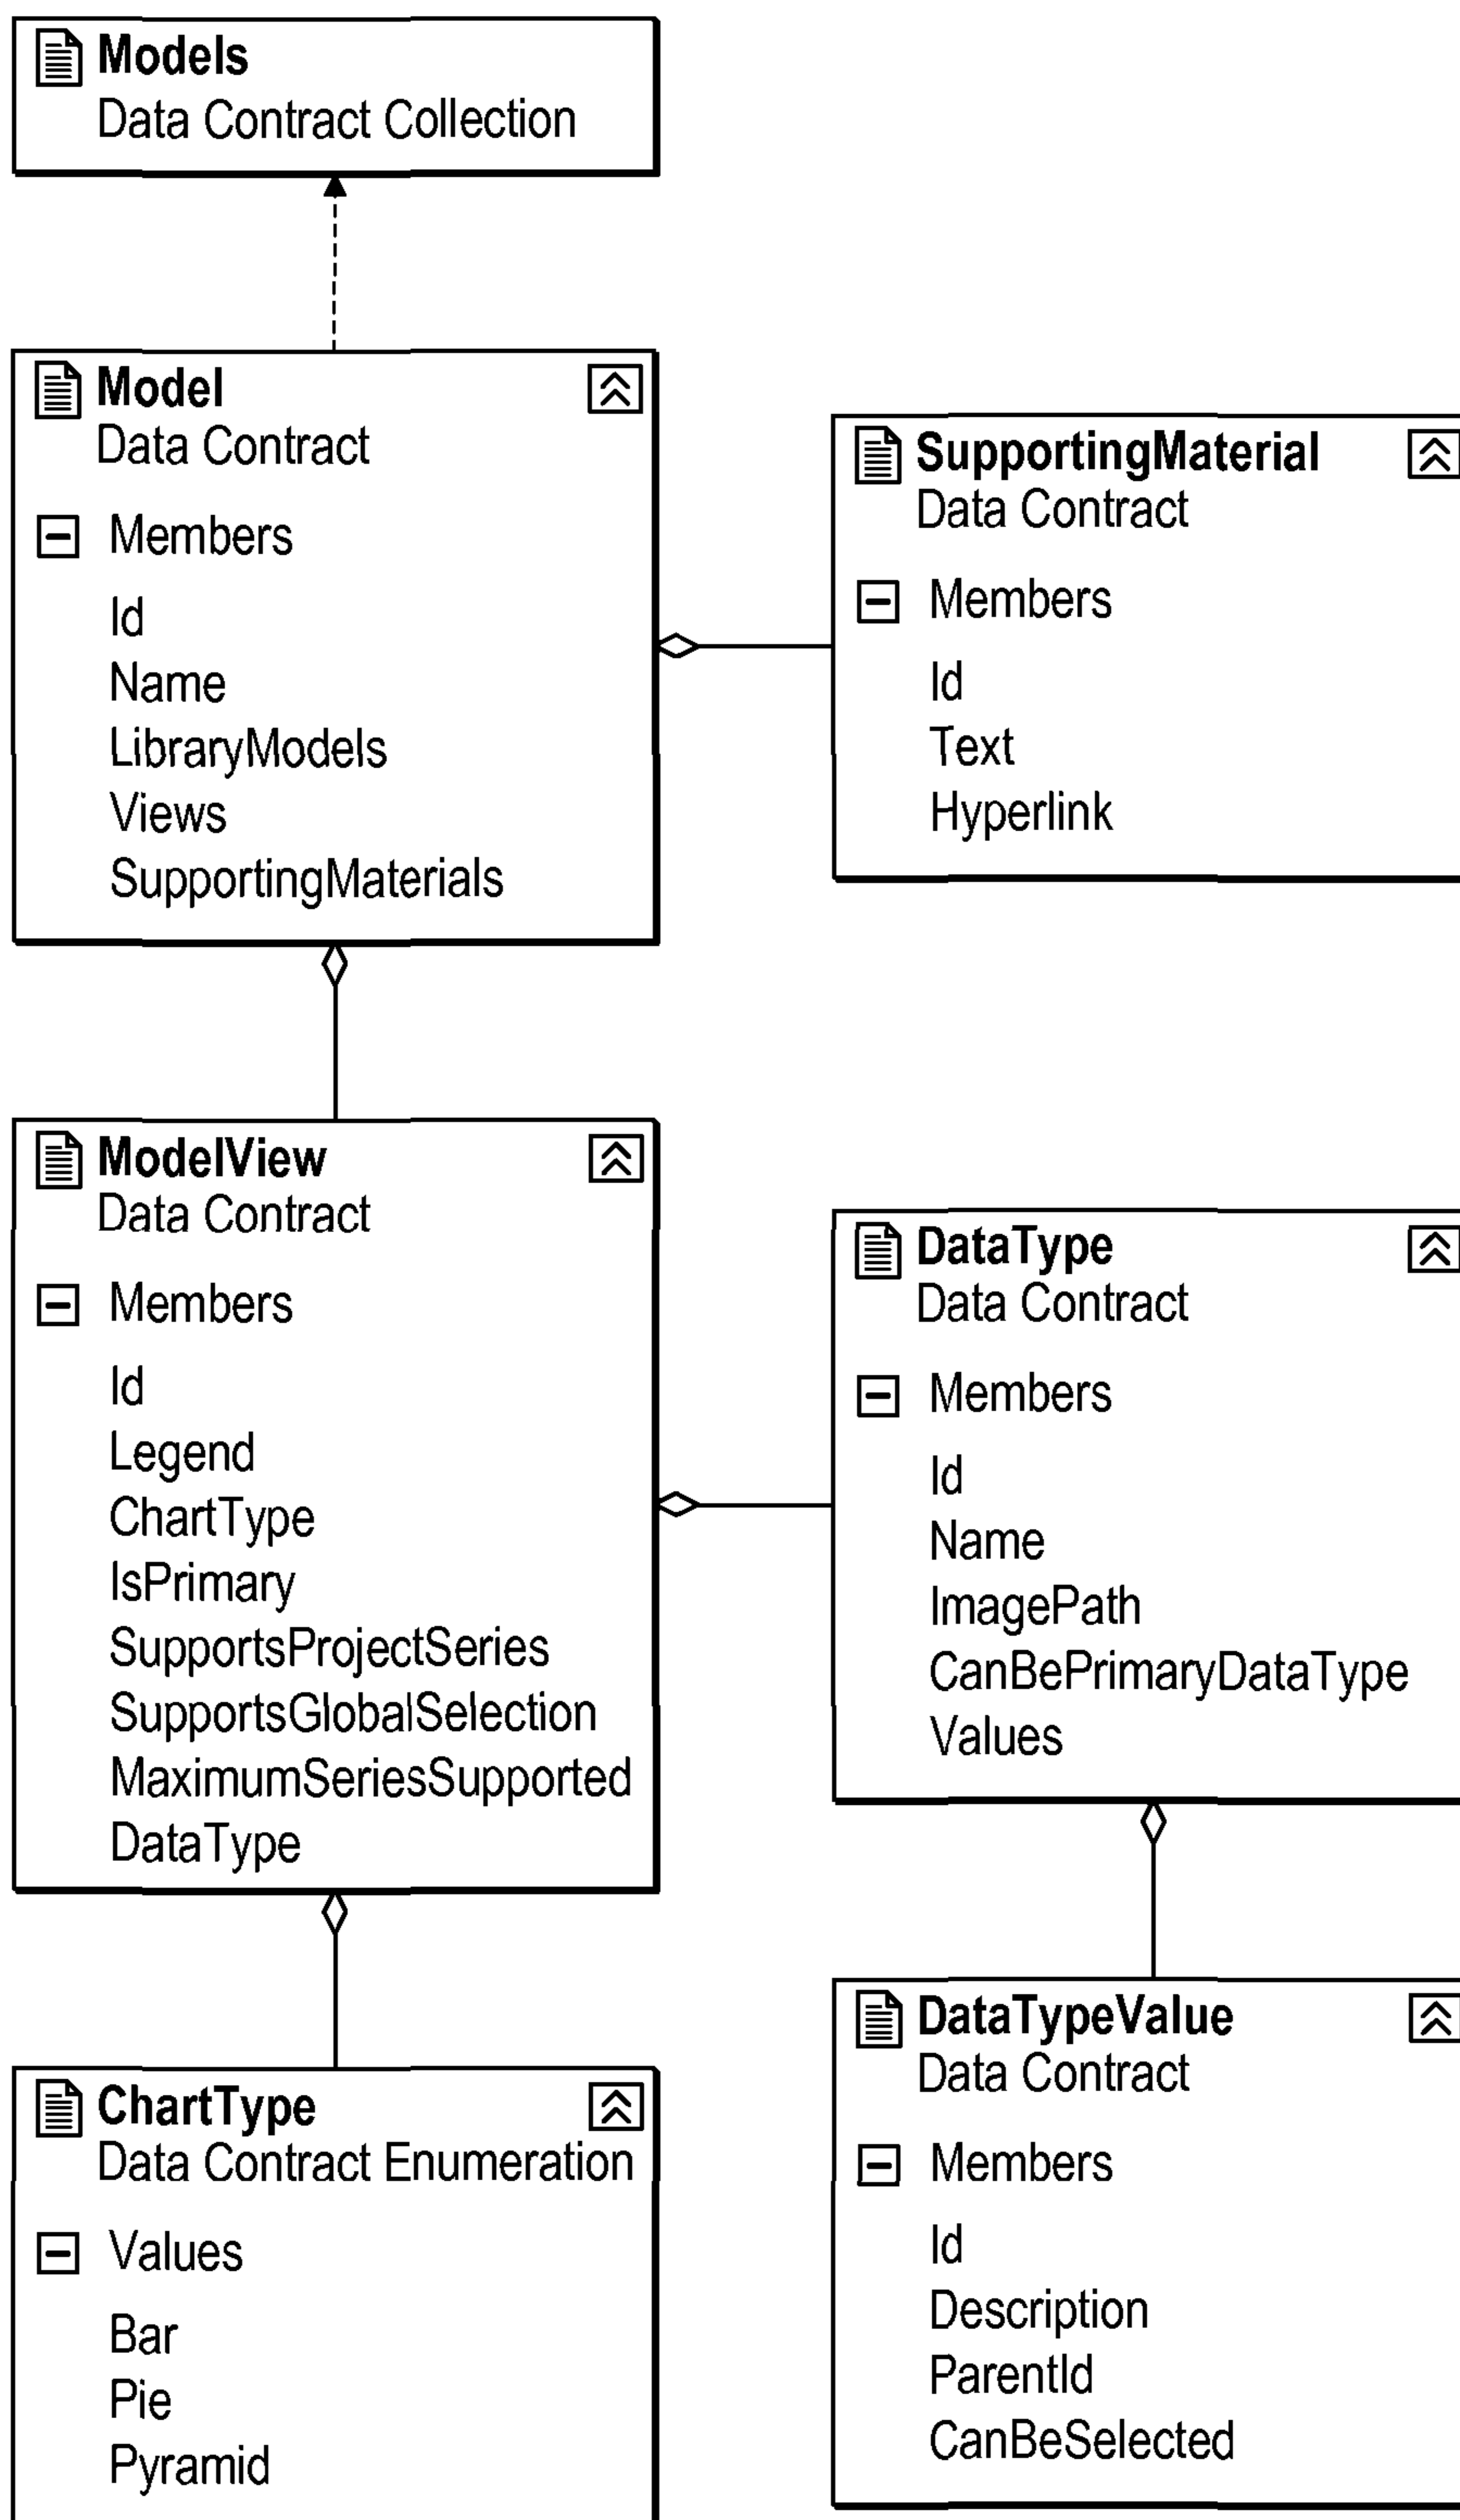 Models
Data Contract Collection
Model
Data Contract
Members
Id
Name
LibraryModels
Views
SupportingMaterials
SupportingMaterial
Data Contract
Members
Id
Text
Hyperlink
ModelView
Data Contract
Members
Id
Legend
ChartType
IsPrimary
SupportsProjectSeries
SupportsGlobalSelection
MaximumSeriesSupported
DataType
DataType
Data Contract
Members
Id
Name
ImagePath
CanBePrimaryDataType
Values
ChartType
Data Contract Enumeration
Values
Bar
Pie
Pyramid
DataTypeValue
Data Contract
Members
Id
Description
ParentId
CanBeSelected